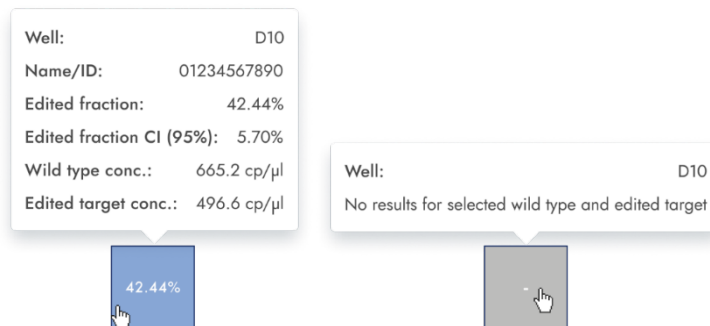 Well: D10
Name/ID: 01234567890
Edited fraction: 42.44%
Edited fraction CI (95%): 5.70%
Wild type conc.: 665.2 cp/µl
Edited target conc.: 496.6 cp/µl
42.44%
Well: D10
No results for selected wild type and edited target
-